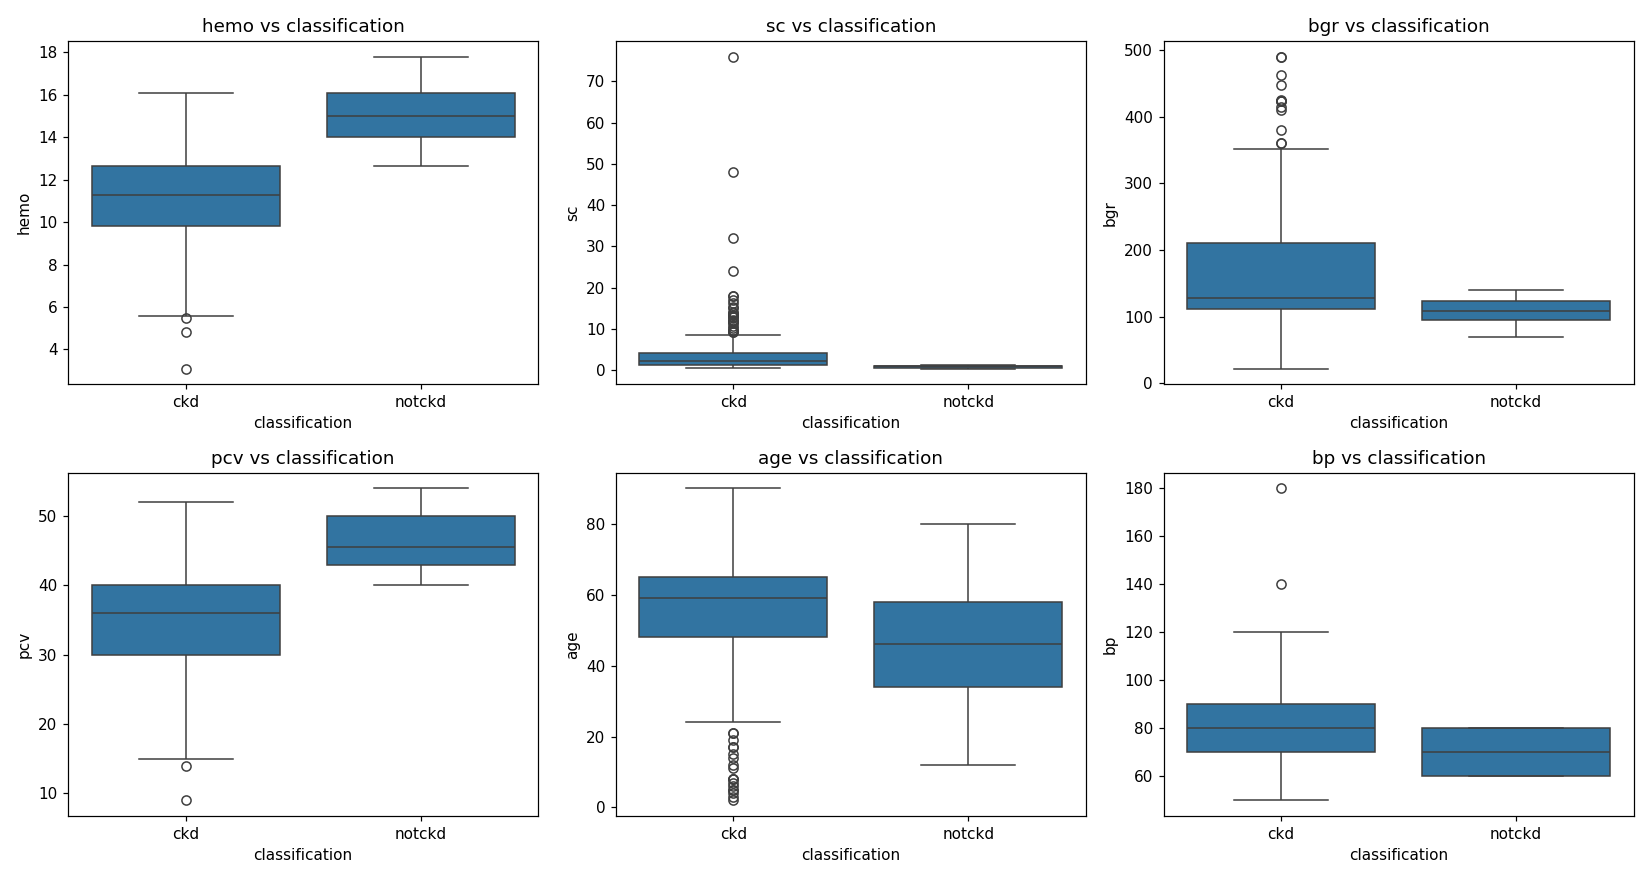 hemo vs classification
hemo
18
16
14
12
10
8
6
4
ckd notckd
classification
sc vs classification
sc
70
60
50
40
30
20
10
0
ckd notckd
classification
bgr vs classification
bgr
500
400
300
200
100
0
ckd notckd
classification
pcv vs classification
pcv
50
40
30
20
10
ckd notckd
classification
age vs classification
age
80
60
40
20
0
ckd notckd
classification
bp vs classification
bp
180
160
140
120
100
80
60
ckd notckd
classification